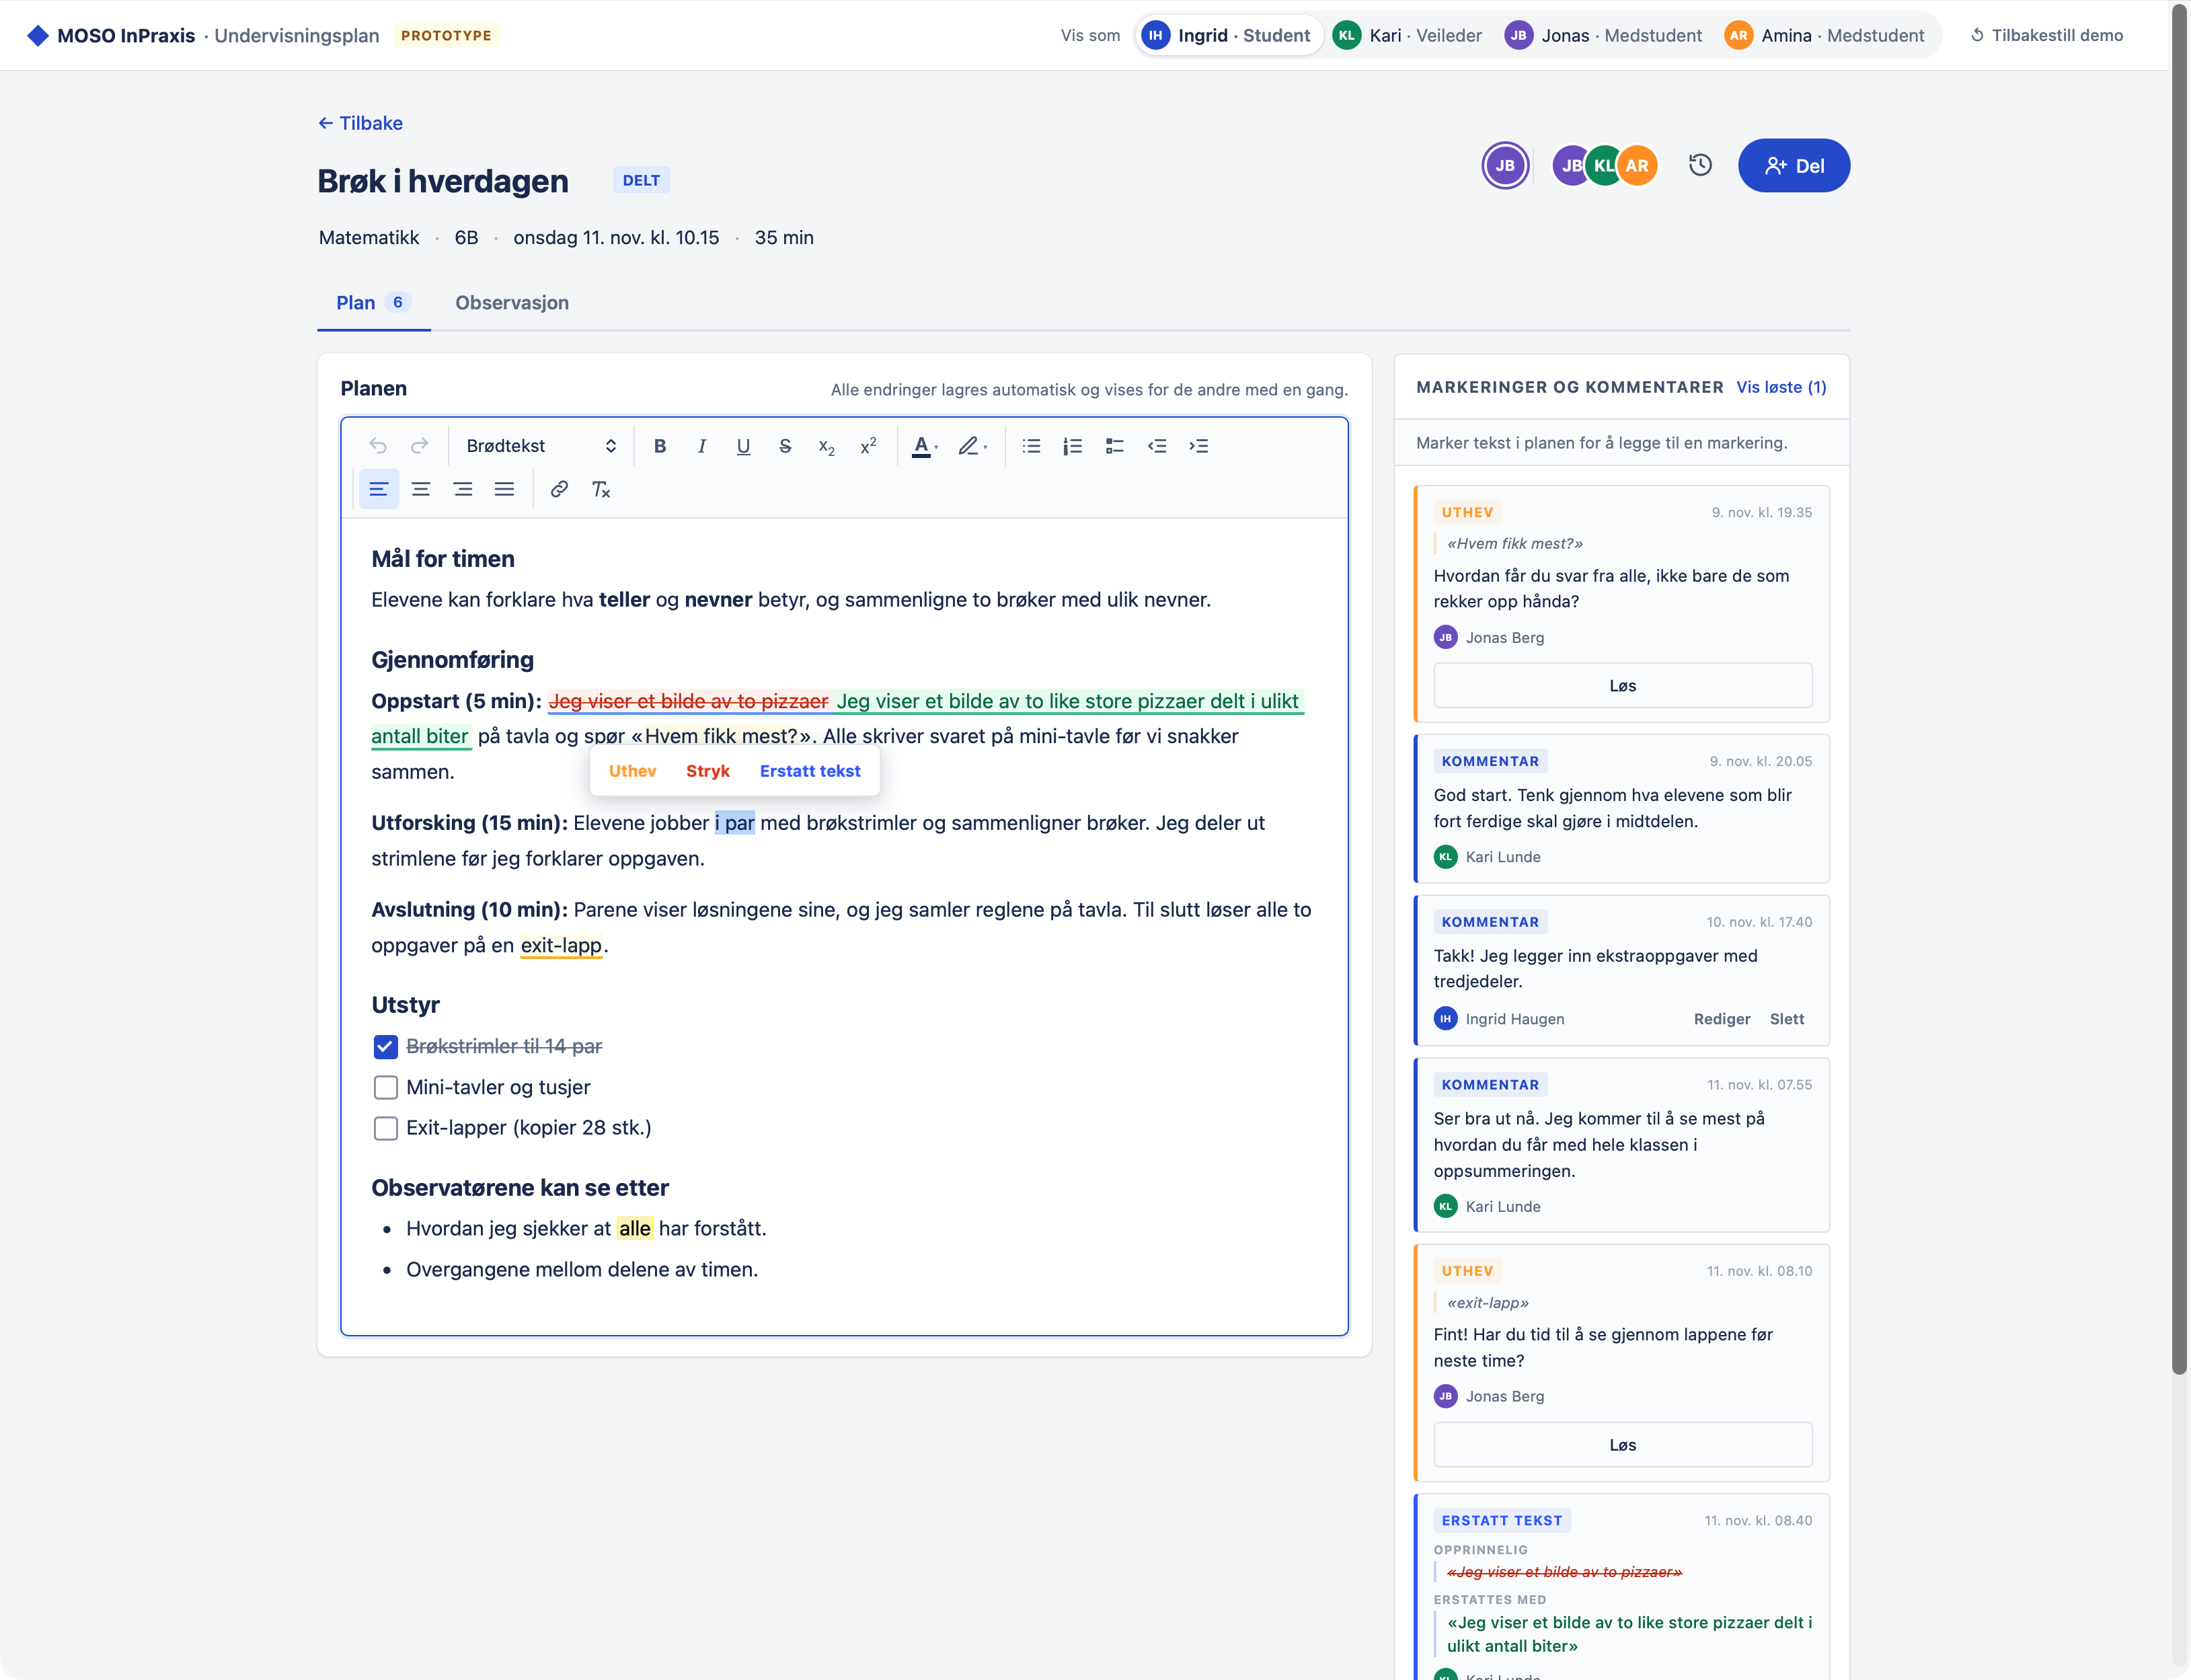 MOSO InPraxis · Undervisningsplan PROTOTYPE
Vis som IH Ingrid · Student KL Kari · Veileder JB Jonas · Medstudent AR Amina · Medstudent Tilbakestill demo
← Tilbake
Brøk i hverdagen DELT
JB JB KL AR Del
Matematikk · 6B · onsdag 11. nov. kl. 10.15 · 35 min
Plan 6 Observasjon
Planen Alle endringer lagres automatisk og vises for de andre med en gang.
Brødtekst B I U S x2 x2 A
Tx
Mål for timen
Elevene kan forklare hva teller og nevner betyr, og sammenligne to brøker med ulik nevner.
Gjennomføring
Oppstart (5 min): Jeg viser et bilde av to pizzaer Jeg viser et bilde av to like store pizzaer delt i ulikt
antall biter på tavla og spør «Hvem fikk mest?». Alle skriver svaret på mini-tavle før vi snakker
sammen.
Uthev Stryk Erstatt tekst
Utforsking (15 min): Elevene jobber i par med brøkstrimler og sammenligner brøker. Jeg deler ut
strimlene før jeg forklarer oppgaven.
Avslutning (10 min): Parene viser løsningene sine, og jeg samler reglene på tavla. Til slutt løser alle to
oppgaver på en exit-lapp.
Utstyr
Brøkstrimler til 14 par
Mini-tavler og tusjer
Exit-lapper (kopier 28 stk.)
Observatørene kan se etter
• Hvordan jeg sjekker at alle har forstått.
• Overgangene mellom delene av timen.
MARKERINGER OG KOMMENTARER Vis løste (1)
Marker tekst i planen for å legge til en markering.
UTHEV 9. nov. kl. 19.35
«Hvem fikk mest?»
Hvordan får du svar fra alle, ikke bare de som
rekker opp hånda?
JB Jonas Berg
Løs
KOMMENTAR 9. nov. kl. 20.05
God start. Tenk gjennom hva elevene som blir
fort ferdige skal gjøre i midtdelen.
KL Kari Lunde
KOMMENTAR 10. nov. kl. 17.40
Takk! Jeg legger inn ekstraoppgaver med
tredjedeler.
IH Ingrid Haugen Rediger Slett
KOMMENTAR 11. nov. kl. 07.55
Ser bra ut nå. Jeg kommer til å se mest på
hvordan du får med hele klassen i
oppsummeringen.
KL Kari Lunde
UTHEV 11. nov. kl. 08.10
«exit-lapp»
Fint! Har du tid til å se gjennom lappene før
neste time?
JB Jonas Berg
Løs
ERSTATT TEKST 11. nov. kl. 08.40
OPPRINNELIG
«Jeg viser et bilde av to pizzaer»
ERSTATTES MED
«Jeg viser et bilde av to like store pizzaer delt i
ulikt antall biter»
KL Kari Lunde